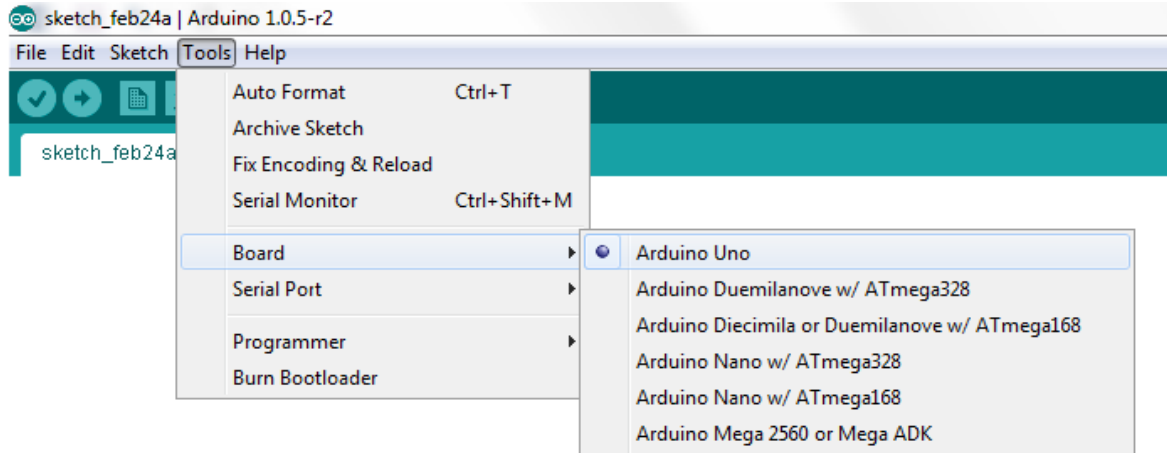 sketch_feb24a | Arduino 1.0.5-r2
File Edit Sketch Tools Help
Auto Format Ctrl+T
Archive Sketch
sketch_feb24a
Fix Encoding & Reload
Serial Monitor Ctrl+Shift+M
Board
Arduino Uno
Serial Port
Arduino Duemilanove w/ ATmega328
Arduino Diecimila or Duemilanove w/ ATmega168
Programmer
Arduino Nano w/ ATmega328
Burn Bootloader
Arduino Nano w/ ATmega168
Arduino Mega 2560 or Mega ADK